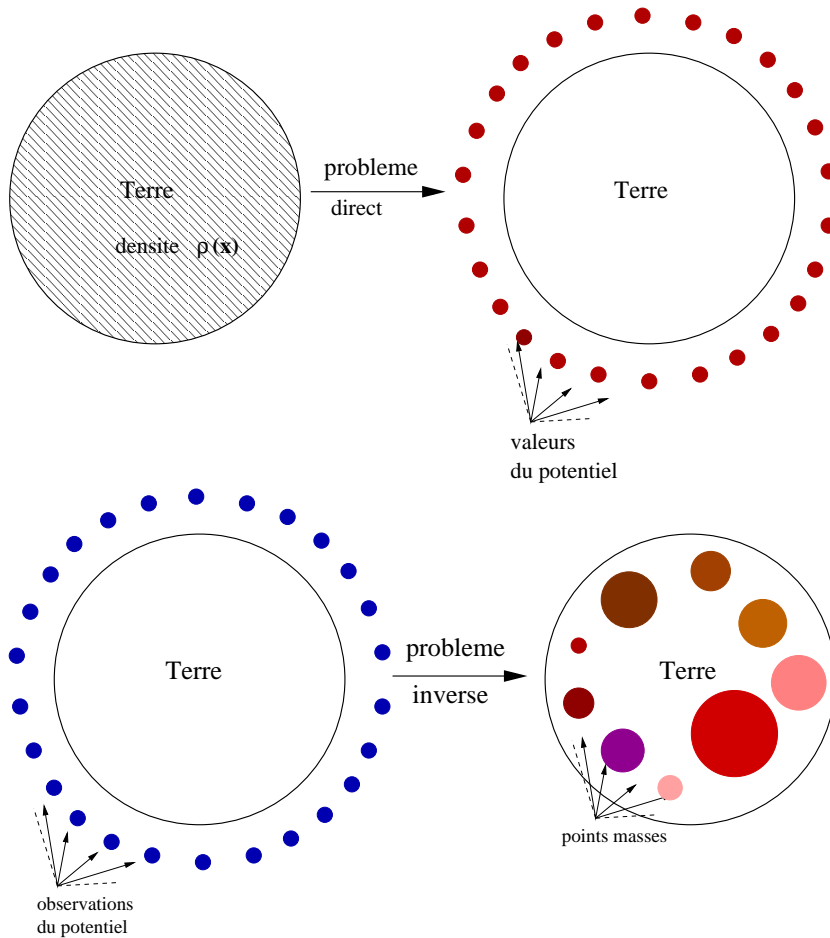 Terre
densite ρ(x)
probleme
direct
Terre
valeurs
du potentiel
Terre
probleme
inverse
Terre
points masses
observations
du potentiel